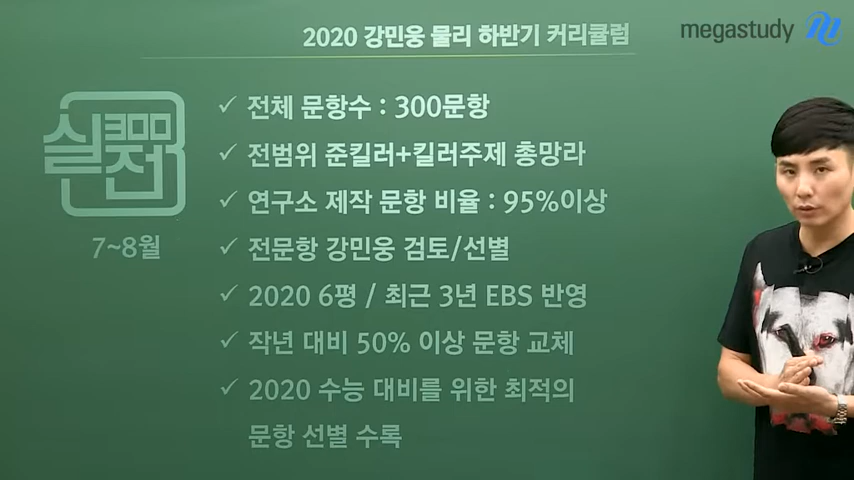 2020 강민웅 물리 하반기 커리큘럼
megastudy
실전 300
7~8월
✓ 전체 문항수 : 300문항
✓ 전범위 준킬러+킬러주제 총망라
✓ 연구소 제작 문항 비율 : 95%이상
✓ 전문항 강민웅 검토/선별
✓ 2020 6평 / 최근 3년 EBS 반영
✓ 작년 대비 50% 이상 문항 교체
✓ 2020 수능 대비를 위한 최적의
문항 선별 수록